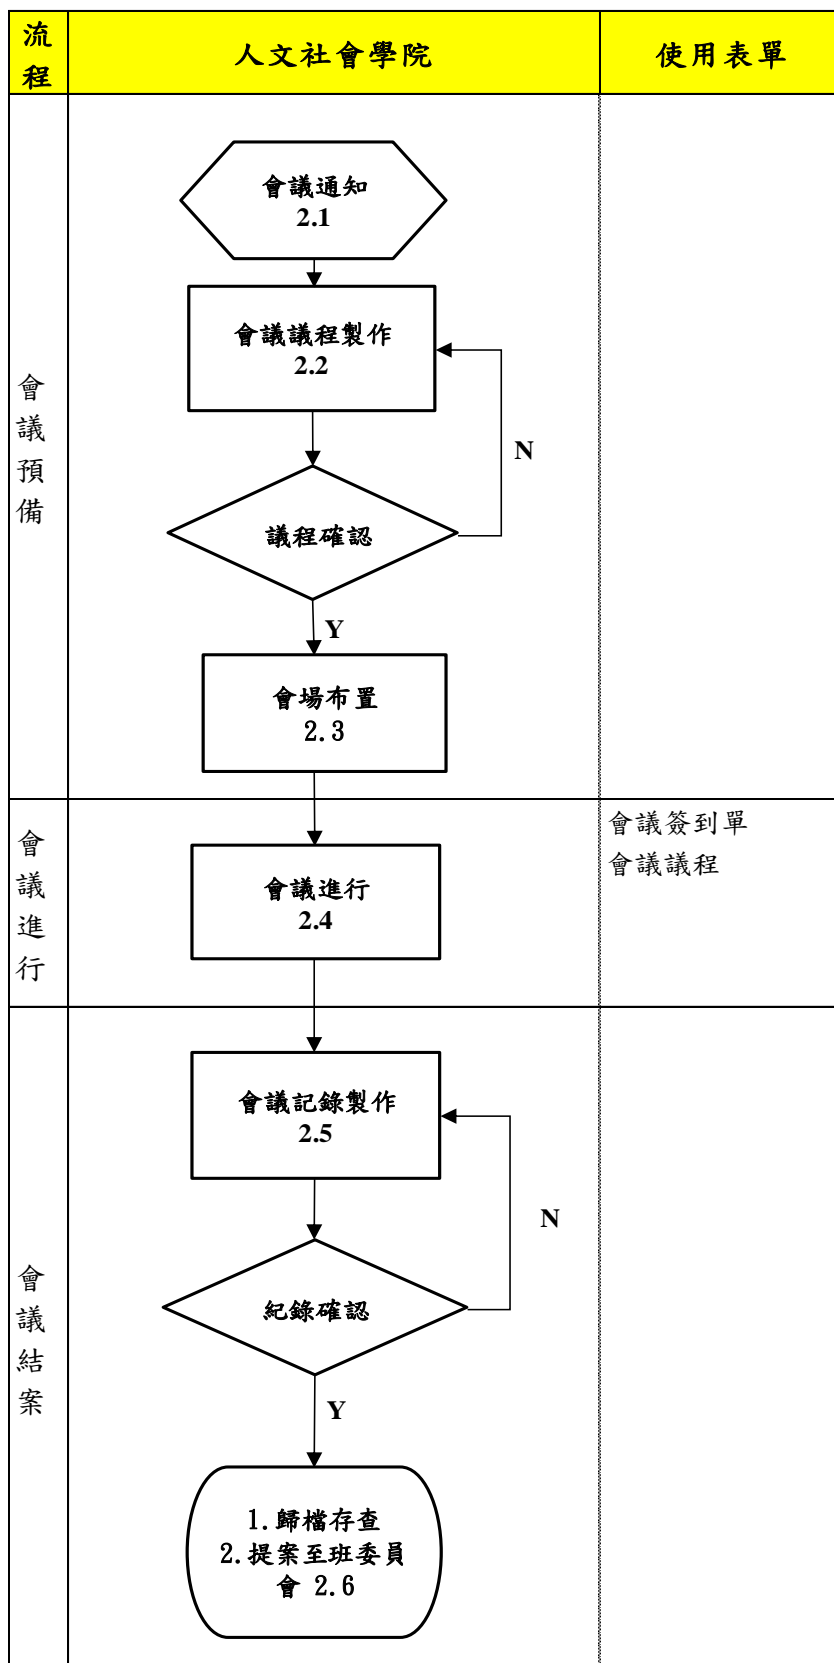 流程
人文社會學院
使用表單
會議預備
會議通知
2.1
會議議程製作
2.2
N
議程確認
Y
會場布置
2.3
會議進行
會議簽到單
會議議程
會議進行
2.4
會議結案
會議記錄製作
2.5
N
紀錄確認
Y
1.歸檔存查
2.提案至班委員
會 2.6